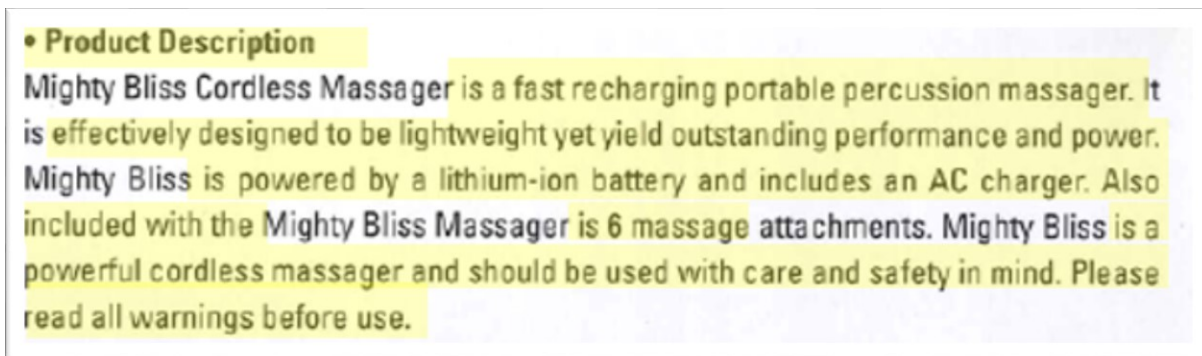 • Product Description
Mighty Bliss Cordless Massager is a fast recharging portable percussion massager. It
is effectively designed to be lightweight yet yield outstanding performance and power.
Mighty Bliss is powered by a lithium-ion battery and includes an AC charger. Also
included with the Mighty Bliss Massager is 6 massage attachments. Mighty Bliss is a
powerful cordless massager and should be used with care and safety in mind. Please
read all warnings before use.